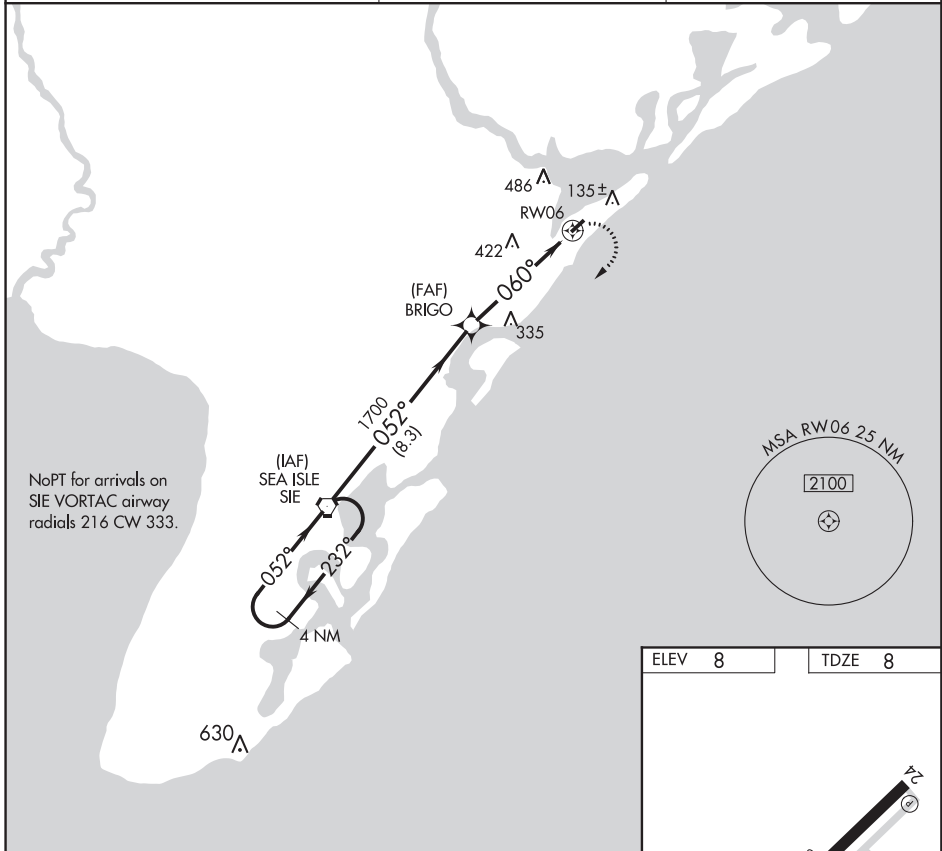 486
135±
RW06
422
060°
(FAF)
BRIGO
335
1700
052°
(8.3)
(IAF)
SEA ISLE
SIE
NoPT for arrivals on
SIE VORTAC airway
radials 216 CW 333.
052°
232°
4 NM
630
MSA RW06 25 NM
2100
ELEV 8
TDZE 8
24
P